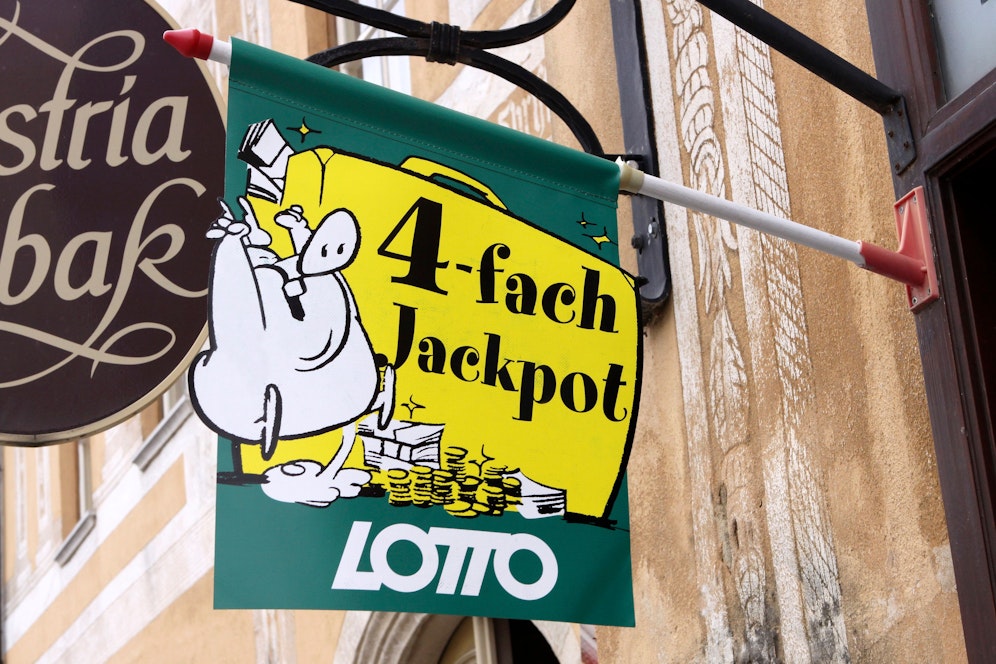 stria
bak
4-fach
Jackpot
LOTTO